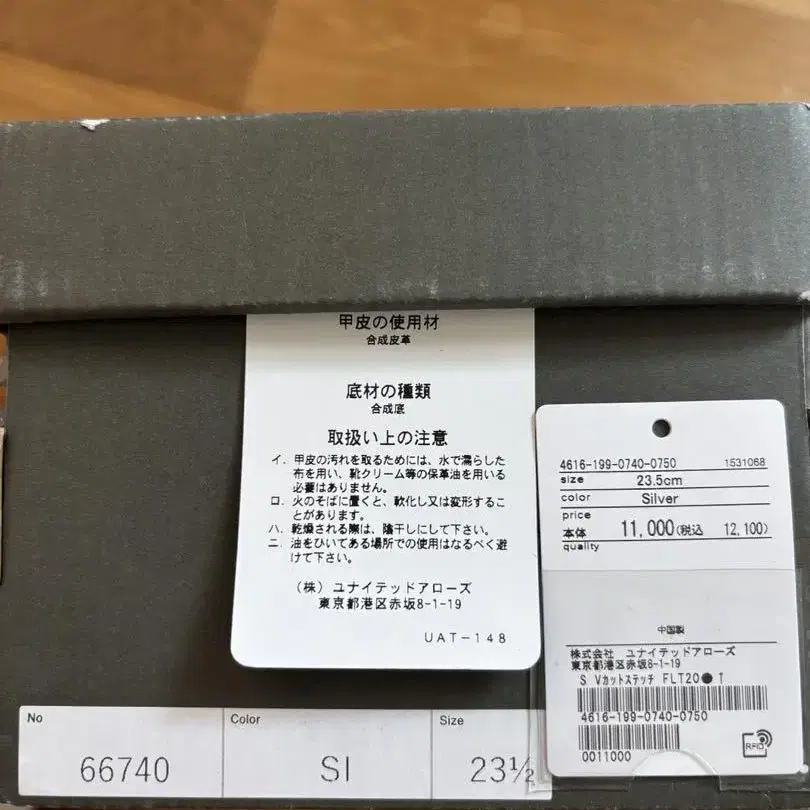 甲皮の使用材
合成皮革
底材の種類
合成底
取扱い上の注意
イ. 甲皮の汚れを取るためには、水で濡らした
布を用い、靴クリーム等の保革油を用いる
必要はありません。
ロ. 火のそばに置くと、軟化し又は変形するこ
とがあります。
ハ. 乾燥される際は、陰干しにして下さい。
ニ. 油をひいてある場所での使用はなるべく避
けて下さい。
(株) ユナイテッドアローズ
東京都港区赤坂8-1-19
UAT-148
4616-199-0740-0750 1531068
size 23.5cm
color Silver
price
本体 11,000(税込 12,100)
quality
中国製
株式会社 ユナイテッドアローズ
東京都港区赤坂8-1-19
S Vカットステッチ FLT20● T
4616-199-0740-0750
0011000
RFID
No Color Size
66740 SI 23½